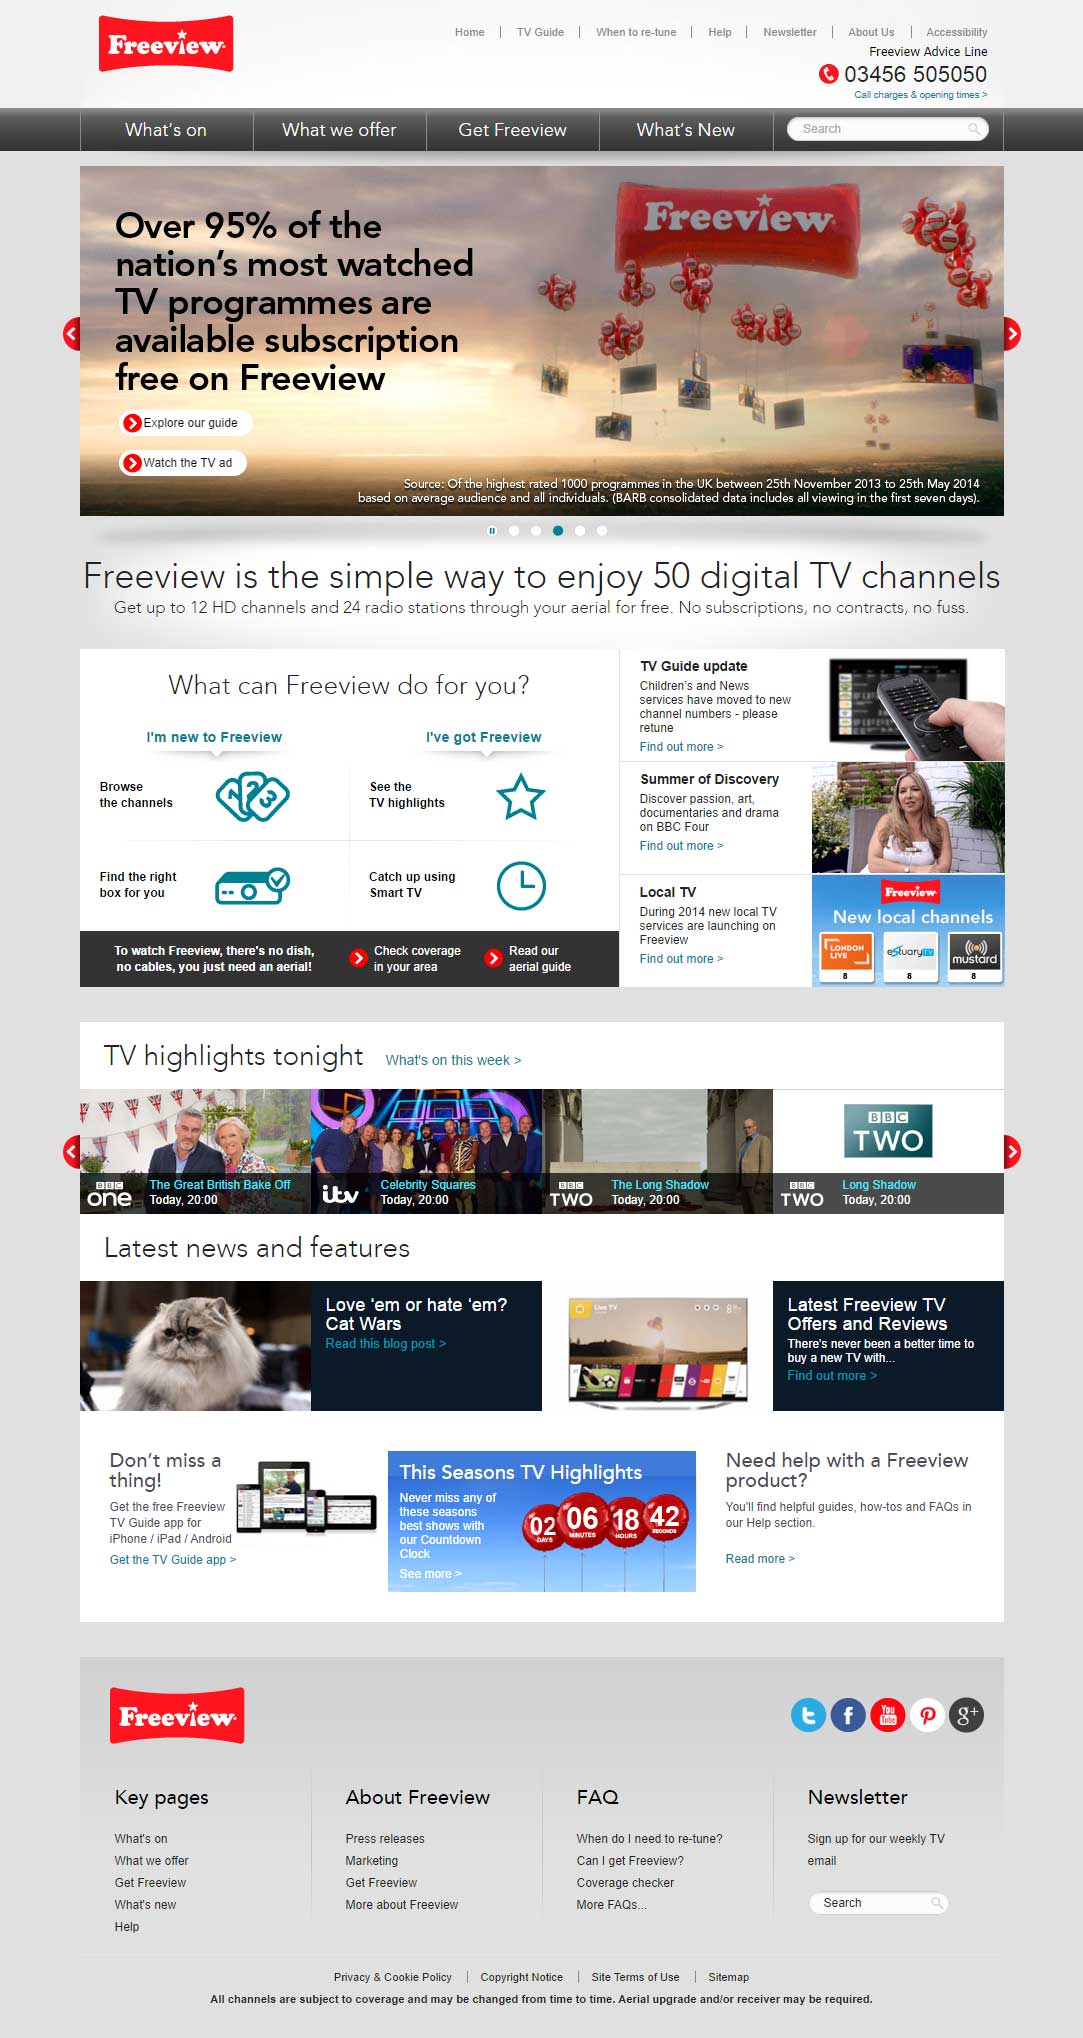 Freeview
Home
TV Guide
When to re-tune
Help
Newsletter
About Us
Accessibility
Freeview Advice Line
03456 505050
Call charges & opening times >
What's on
What we offer
Get Freeview
What's New
Search
Over 95% of the
nation's most watched
TV programmes are
available subscription
free on Freeview
Freeview
Explore our guide
Watch the TV ad
Source: Of the highest rated 1000 programmes in the UK between 25th November 2013 to 25th May 2014
based on average audience and all individuals. (BARB consolidated data includes all viewing in the first seven days).
Freeview is the simple way to enjoy 50 digital TV channels
Get up to 12 HD channels and 24 radio stations through your aerial for free. No subscriptions, no contracts, no fuss.
What can Freeview do for you?
I'm new to Freeview
I've got Freeview
Browse
the channels
123
See the
TV highlights
Find the right
box for you
Catch up using
Smart TV
To watch Freeview, there's no dish,
no cables, you just need an aerial!
Check coverage
in your area
Read our
aerial guide
TV Guide update
Children's and News
services have moved to new
channel numbers - please
retune
Find out more >
Summer of Discovery
Discover passion, art,
documentaries and drama
on BBC Four
Find out more >
Local TV
During 2014 new local TV
services are launching on
Freeview
Find out more >
Freeview
New local channels
LONDON
LIVE
8
estuaryTV
8
mustard
8
TV highlights tonight
What's on this week >
BBC
one
The Great British Bake Off
Today, 20:00
itv
Celebrity Squares
Today, 20:00
BBC
TWO
The Long Shadow
Today, 20:00
BBC
TWO
BBC
TWO
Long Shadow
Today, 20:00
Latest news and features
Love 'em or hate 'em?
Cat Wars
Read this blog post >
Live TV
Latest Freeview TV
Offers and Reviews
There's never been a better time to
buy a new TV with...
Find out more >
Don't miss a
thing!
Get the free Freeview
TV Guide app for
iPhone / iPad / Android
Get the TV Guide app >
This Seasons TV Highlights
Never miss any of
these seasons
best shows with
our Countdown
Clock
See more >
02
DAYS
06
MINUTES
18
HOURS
42
SECONDS
Need help with a Freeview
product?
You'll find helpful guides, how-tos and FAQs in
our Help section.
Read more >
Freeview
You
Tube
g+
Key pages
What's on
What we offer
Get Freeview
What's new
Help
About Freeview
Press releases
Marketing
Get Freeview
More about Freeview
FAQ
When do I need to re-tune?
Can I get Freeview?
Coverage checker
More FAQs...
Newsletter
Sign up for our weekly TV
email
Search
Privacy & Cookie Policy
Copyright Notice
Site Terms of Use
Sitemap
All channels are subject to coverage and may be changed from time to time. Aerial upgrade and/or receiver may be required.